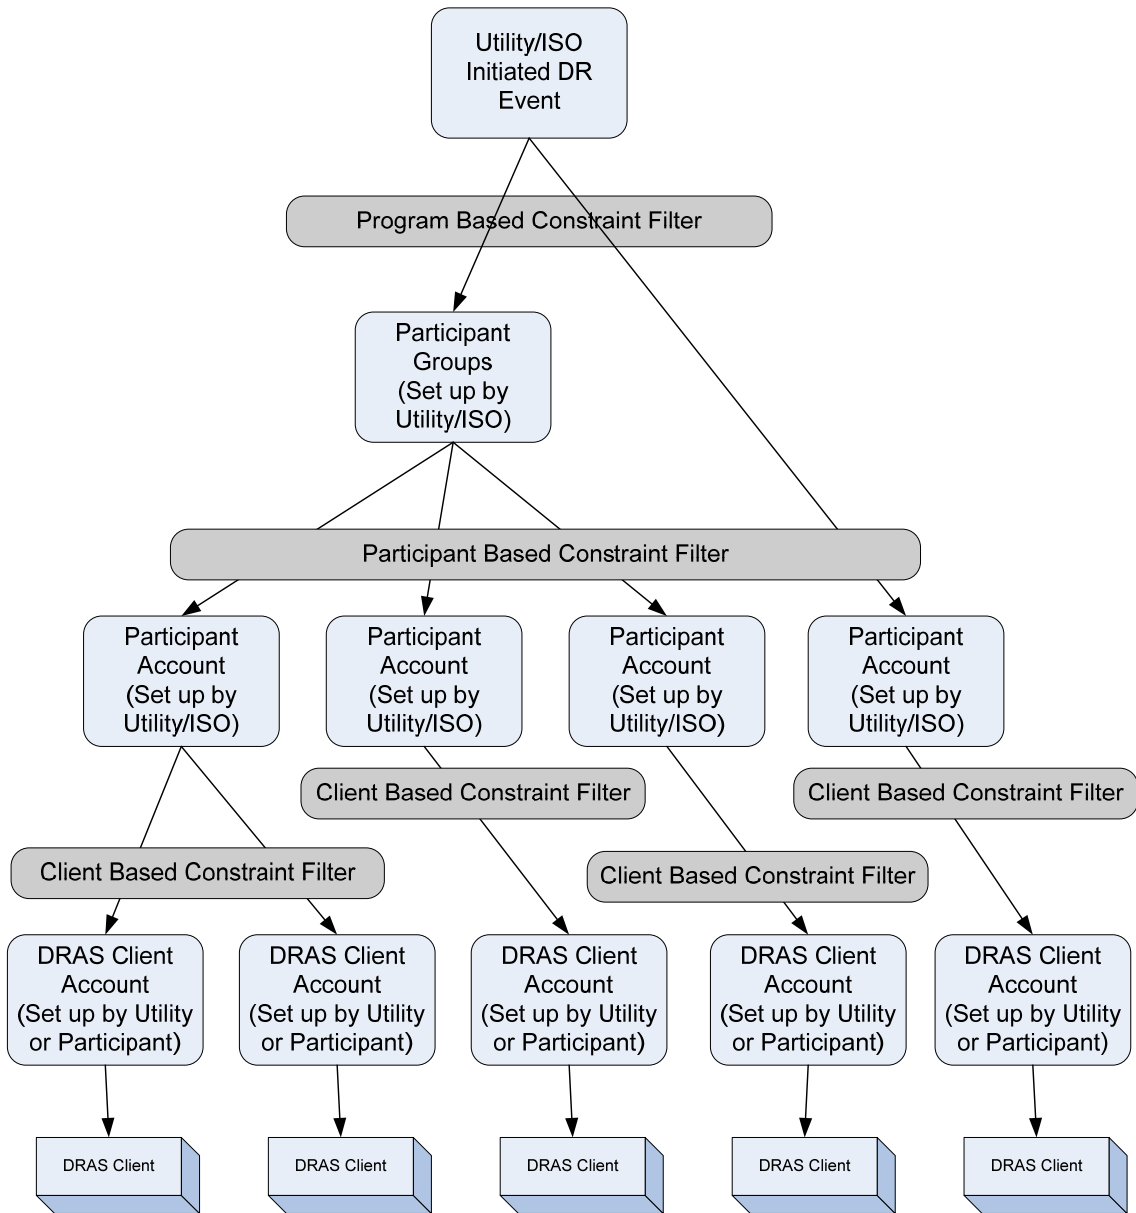 Utility/ISO
Initiated DR
Event
Program Based Constraint Filter
Participant
Groups
(Set up by
Utility/ISO)
Participant Based Constraint Filter
Participant
Account
(Set up by
Utility/ISO)
Participant
Account
(Set up by
Utility/ISO)
Participant
Account
(Set up by
Utility/ISO)
Participant
Account
(Set up by
Utility/ISO)
Client Based Constraint Filter
Client Based Constraint Filter
Client Based Constraint Filter
Client Based Constraint Filter
DRAS Client
Account
(Set up by Utility
or Participant)
DRAS Client
Account
(Set up by Utility
or Participant)
DRAS Client
Account
(Set up by Utility
or Participant)
DRAS Client
Account
(Set up by Utility
or Participant)
DRAS Client
Account
(Set up by Utility
or Participant)
DRAS Client
DRAS Client
DRAS Client
DRAS Client
DRAS Client